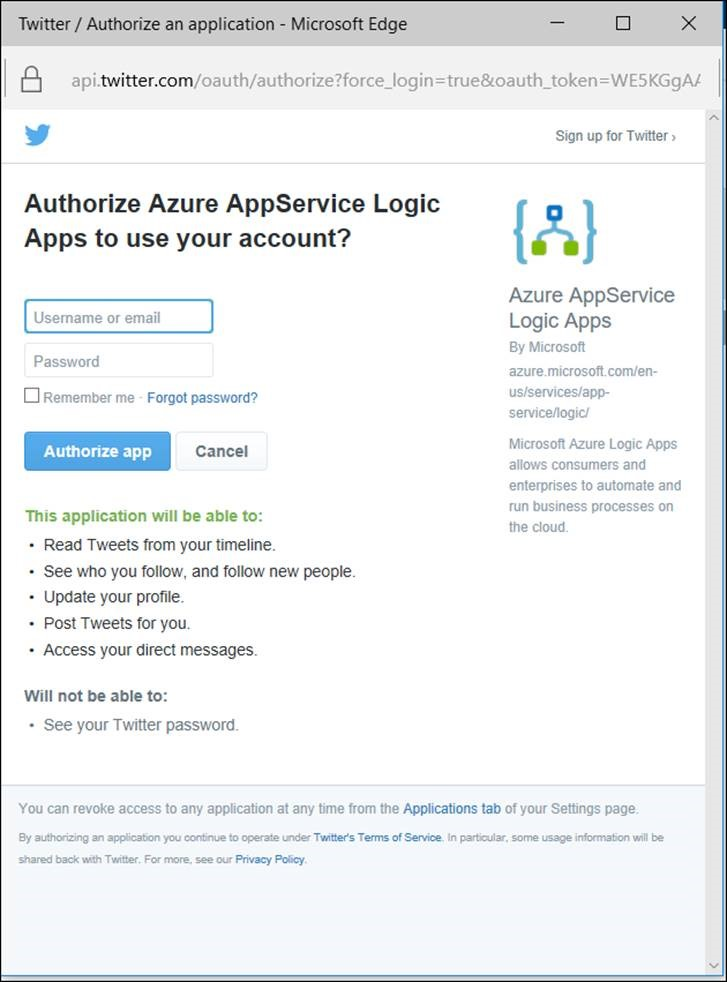 Twitter / Authorize an application - Microsoft Edge
api.twitter.com/oauth/authorize?force_login=true&oauth_token=WE5KGgAA
Sign up for Twitter ›
Authorize Azure AppService Logic
Apps to use your account?
Username or email
Password
Remember me · Forgot password?
Authorize app
Cancel
This application will be able to:
• Read Tweets from your timeline.
• See who you follow, and follow new people.
• Update your profile.
• Post Tweets for you.
• Access your direct messages.
Will not be able to:
• See your Twitter password.
Azure AppService
Logic Apps
By Microsoft
azure.microsoft.com/en-
us/services/app-
service/logic/
Microsoft Azure Logic Apps
allows consumers and
enterprises to automate and
run business processes on
the cloud.
You can revoke access to any application at any time from the Applications tab of your Settings page.
By authorizing an application you continue to operate under Twitter's Terms of Service. In particular, some usage information will be
shared back with Twitter. For more, see our Privacy Policy.